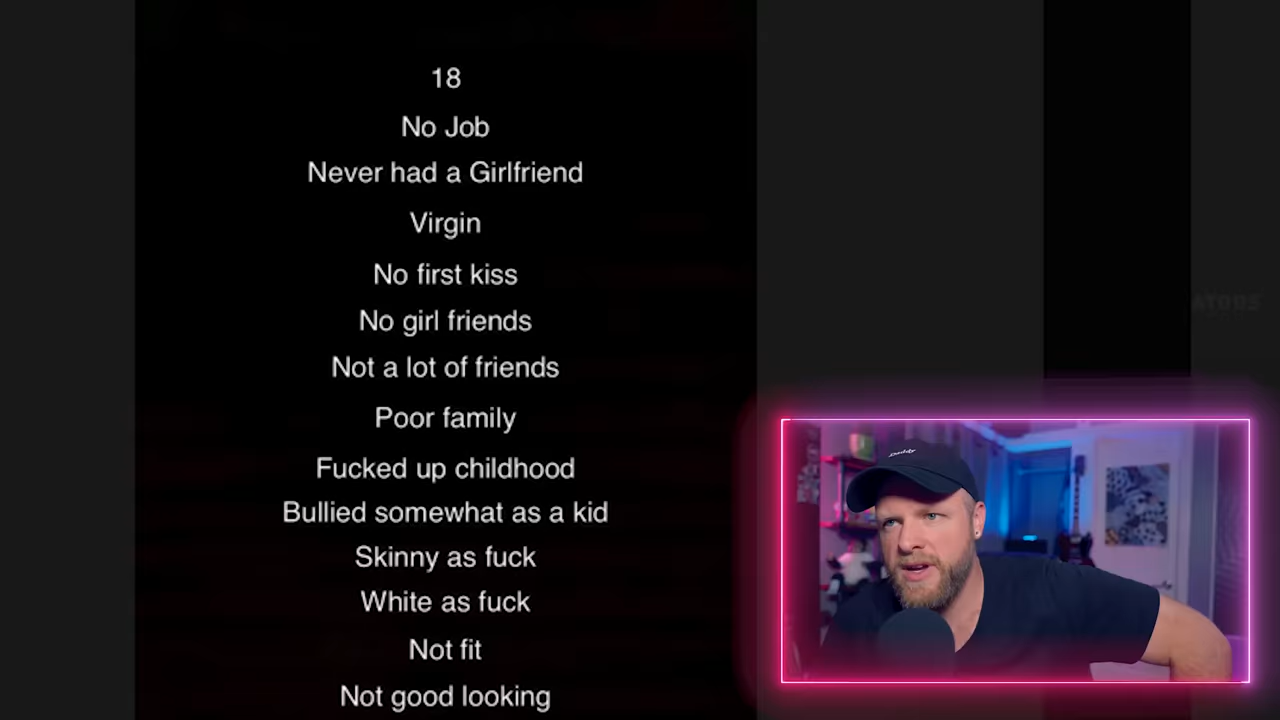 18
No Job
Never had a Girlfriend
Virgin
No first kiss
No girl friends
Not a lot of friends
Poor family
Fucked up childhood
Bullied somewhat as a kid
Skinny as fuck
White as fuck
Not fit
Not good looking
Daddy